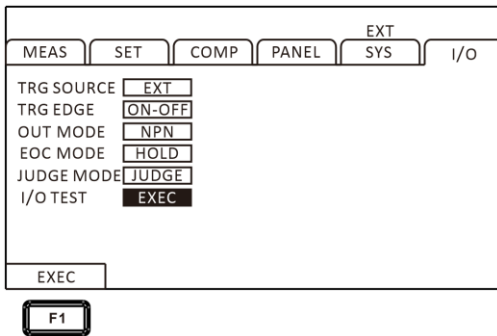 EXT
MEAS SET COMP PANEL SYS I/O
TRG SOURCE EXT
TRG EDGE ON-OFF
OUT MODE NPN
EOC MODE HOLD
JUDGE MODE JUDGE
I/O TEST EXEC
EXEC
F1